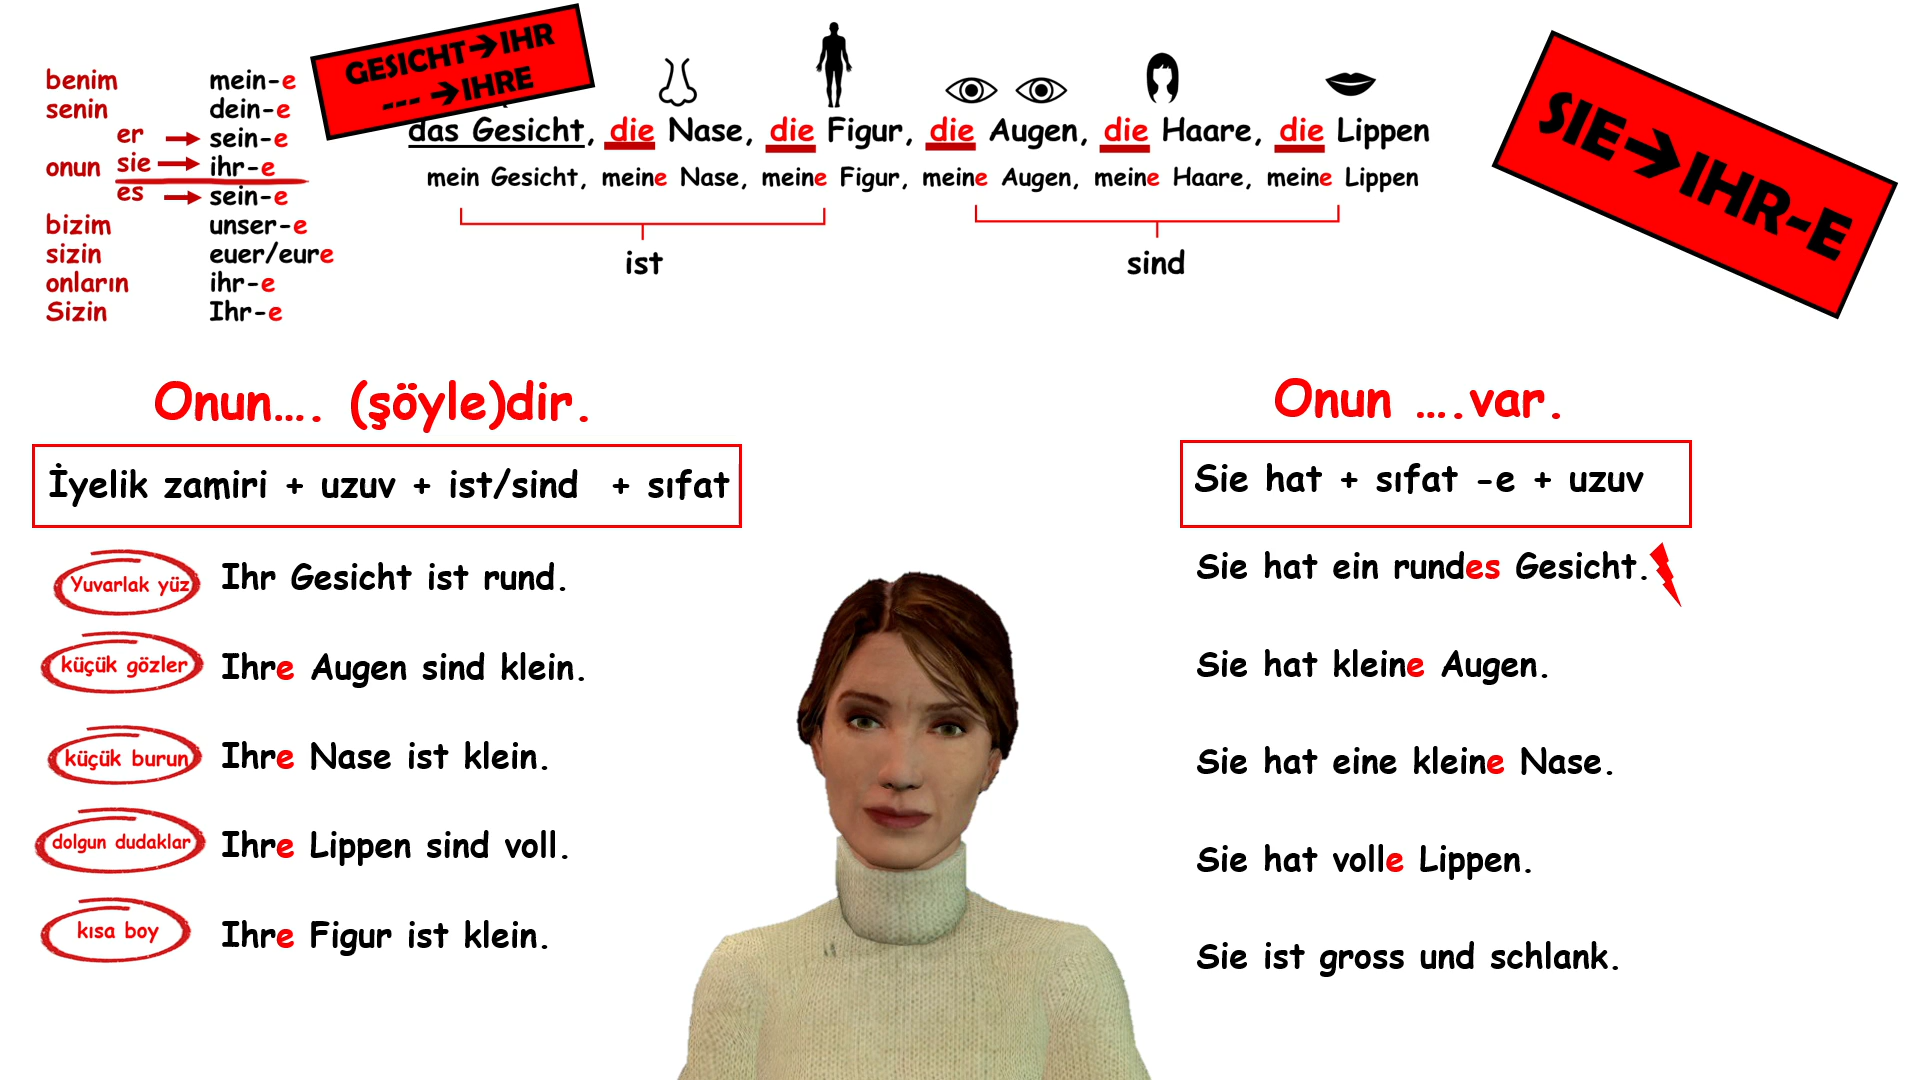 benim mein-e
senin dein-e
er sein-e
onun sie ihr-e
es sein-e
bizim unser-e
sizin euer/eure
onların ihr-e
Sizin Ihr-e
GESICHT→IHR
--- →IHRE
das Gesicht, die Nase, die Figur, die Augen, die Haare, die Lippen
mein Gesicht, meine Nase, meine Figur, meine Augen, meine Haare, meine Lippen
ist sind
SIE→IHR-E
Onun…. (şöyle)dir.
İyelik zamiri + uzuv + ist/sind + sıfat
Yuvarlak yüz Ihr Gesicht ist rund.
küçük gözler Ihre Augen sind klein.
küçük burun Ihre Nase ist klein.
dolgun dudaklar Ihre Lippen sind voll.
kısa boy Ihre Figur ist klein.
Onun ….var.
Sie hat + sıfat -e + uzuv
Sie hat ein rundes Gesicht.
Sie hat kleine Augen.
Sie hat eine kleine Nase.
Sie hat volle Lippen.
Sie ist gross und schlank.